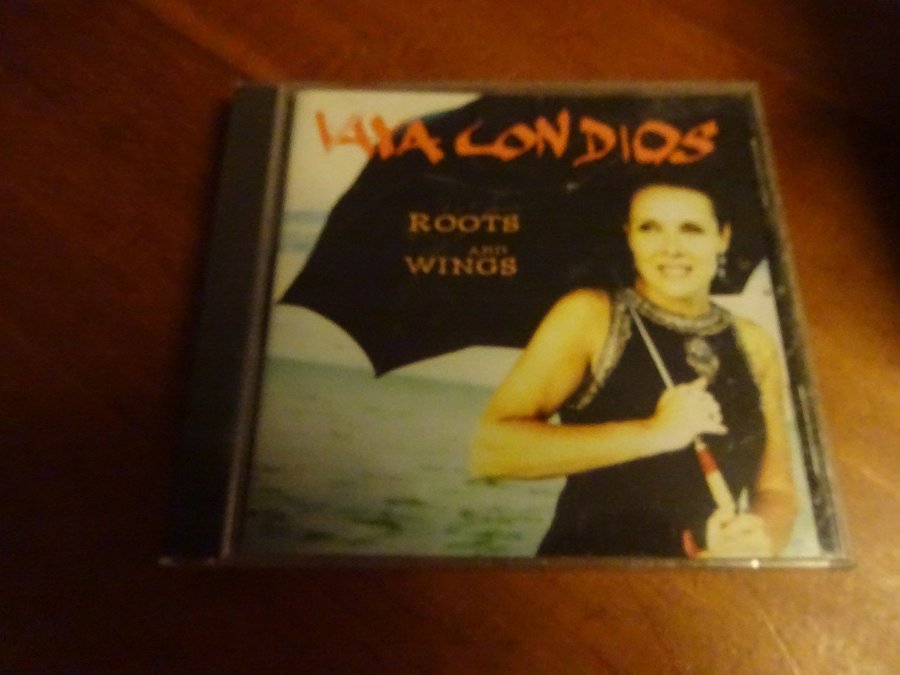 VAYA CON DIOS
ROOTS
AND
WINGS